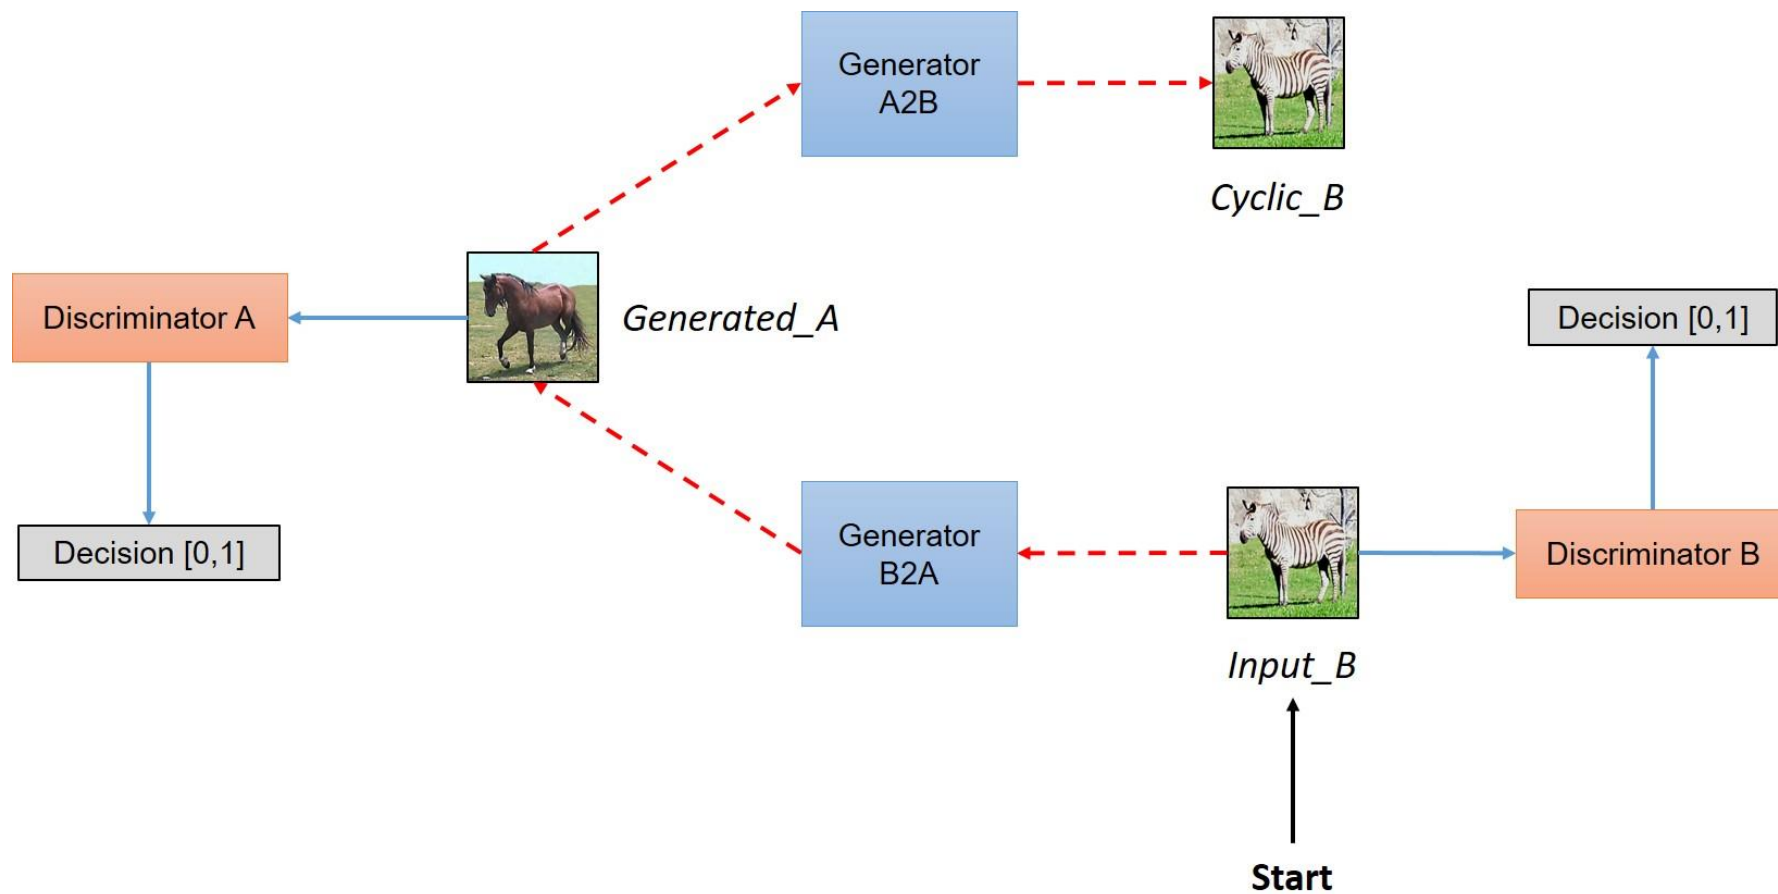 Generator
A2B
Cyclic_B
Discriminator A
Generated_A
Decision [0,1]
Decision [0,1]
Generator
B2A
Discriminator B
Input_B
Start